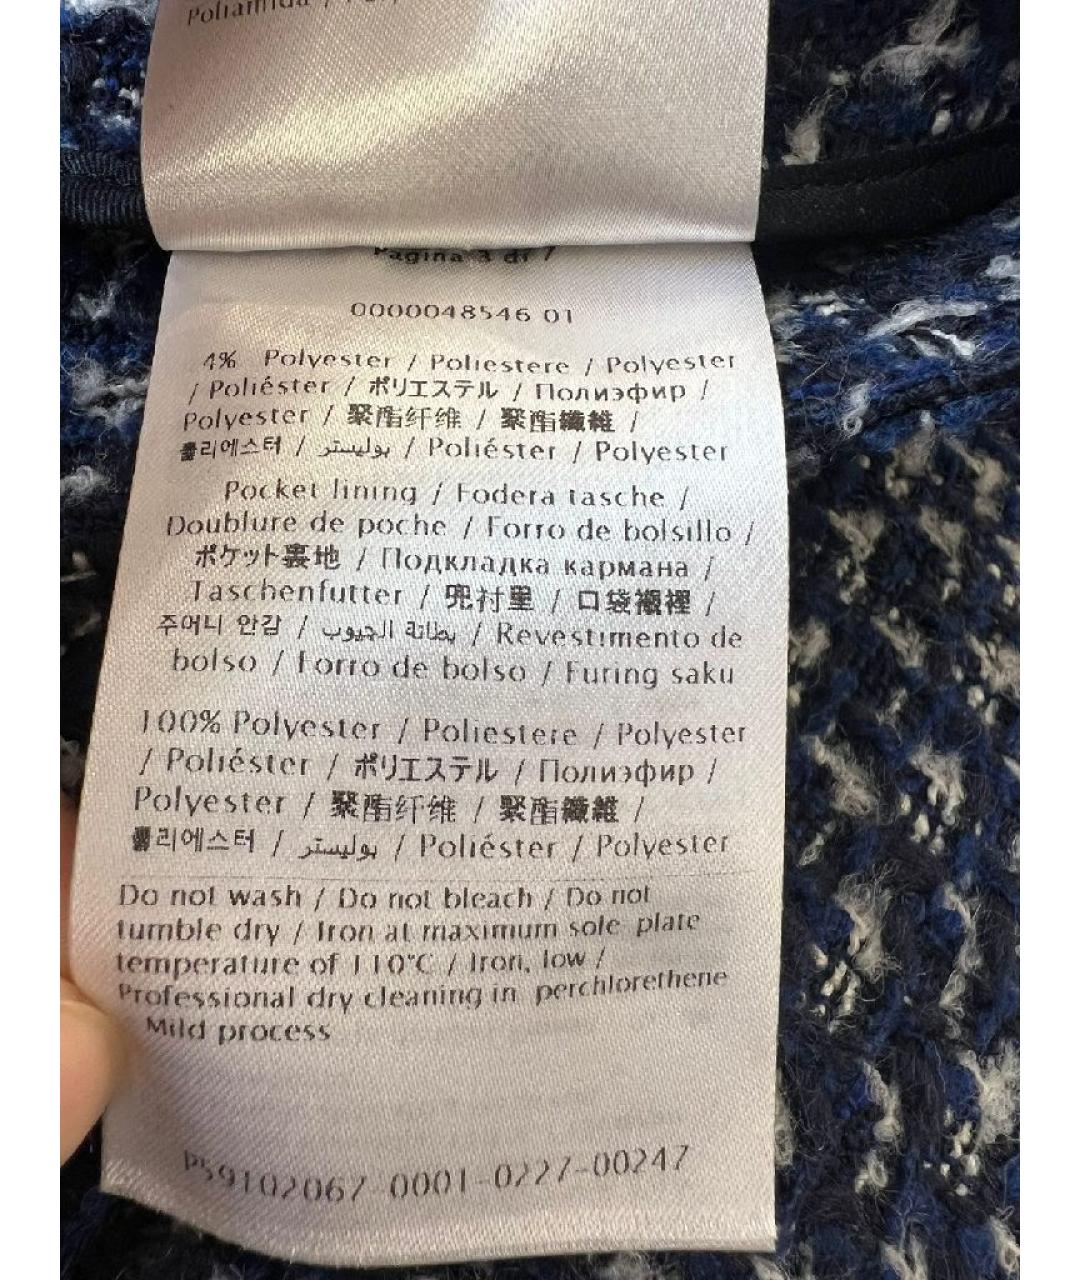 Poliamida /
Pagina 3 di 7
0000048546 01
4% Polyester / Poliestere / Polyester
/ Poliéster / ポリエステル / Полиэфир /
Polyester / 聚酯纤维 / 聚酯纖維 /
폴리에스터 / بوليستر / Poliéster / Polyester
Pocket lining / Fodera tasche /
Doublure de poche / Forro de bolsillo /
ポケット裏地 / Подкладка кармана /
Taschenfutter / 兜衬里 / 口袋襯裡 /
주머니 안감 / بطانة الجيوب / Revestimento de
bolso / Forro de bolso / Furing saku
100% Polyester / Poliestere / Polyester
/ Poliéster / ポリエステル / Полиэфир /
Polyester / 聚酯纤维 / 聚酯纖維 /
폴리에스터 / بوليستر / Poliéster / Polyester
Do not wash / Do not bleach / Do not
tumble dry / Iron at maximum sole plate
temperature of 110°C / Iron, low /
Professional dry cleaning in perchlorethene
Mild process
P59102067-0001-0227-00247